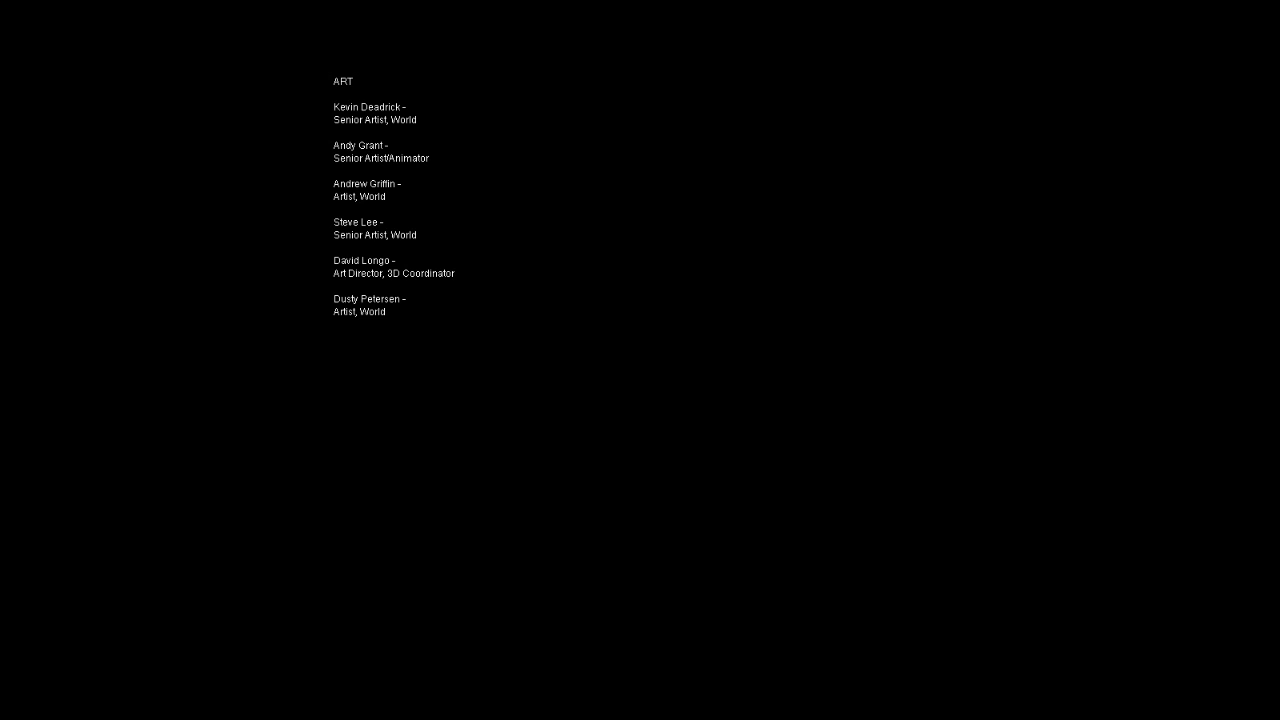 ART
Kevin Deadrick -
Senior Artist, World
Andy Grant -
Senior Artist/Animator
Andrew Griffin -
Artist, World
Steve Lee -
Senior Artist, World
David Longo -
Art Director, 3D Coordinator
Dusty Petersen -
Artist, World